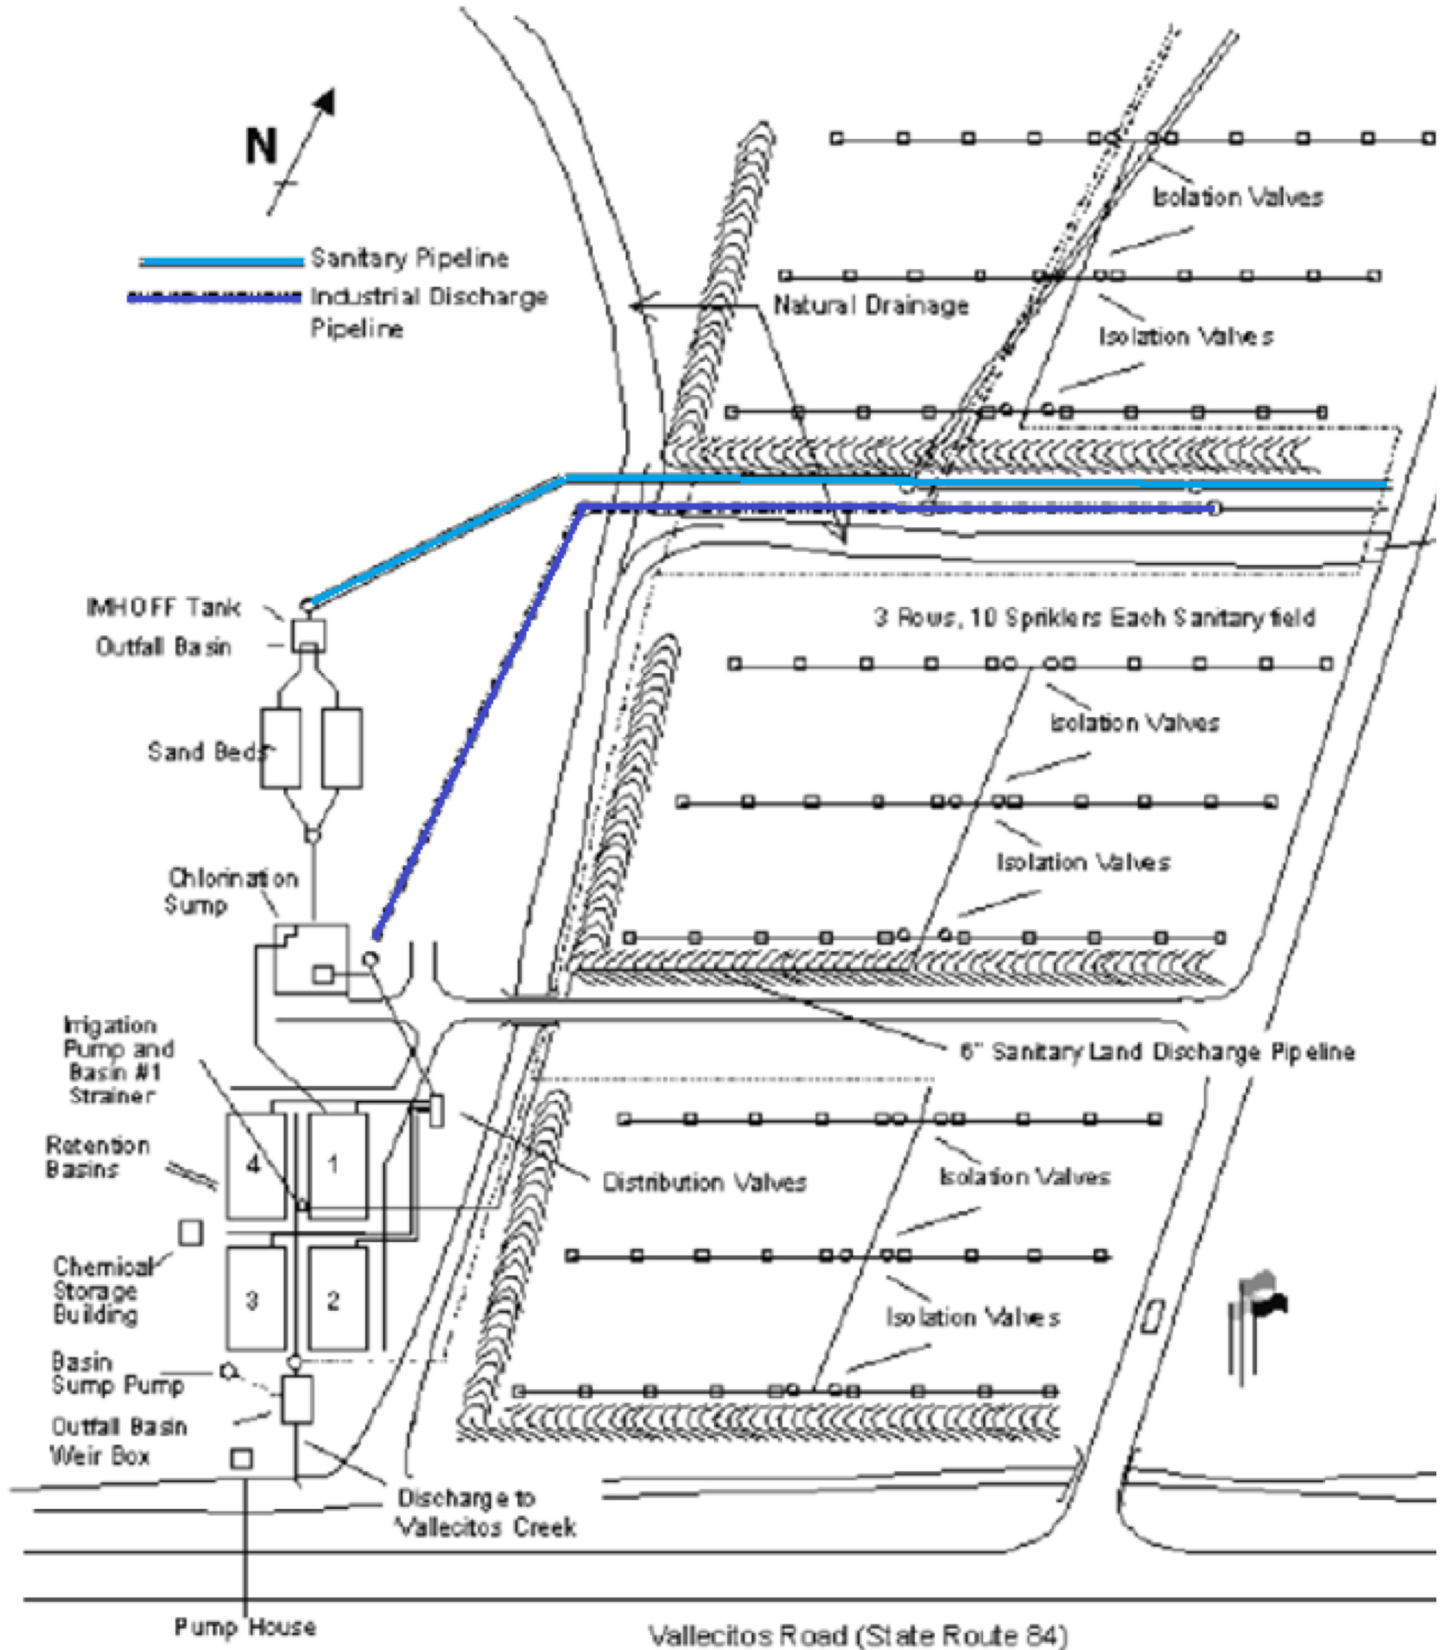 N
Sanitary Pipeline
Industrial Discharge
Pipeline
Isolation Valves
Natural Drainage
Isolation Valves
IMHOFF Tank
Outfall Basin
3 Rows, 10 Spriklers Each Sanitary field
Isolation Valves
Sand Beds
Isolation Valves
Chlorination
Sump
Irrigation
Pump and
Basin #1
Strainer
6" Sanitary Land Discharge Pipeline
Retention
Basins
4
1
Distribution Valves
Isolation Valves
Chemical
Storage
Building
3
2
Isolation Valves
Basin
Sump Pump
Outfall Basin
Weir Box
Discharge to
Vallecitos Creek
Pump House
Vallecitos Road (State Route 84)